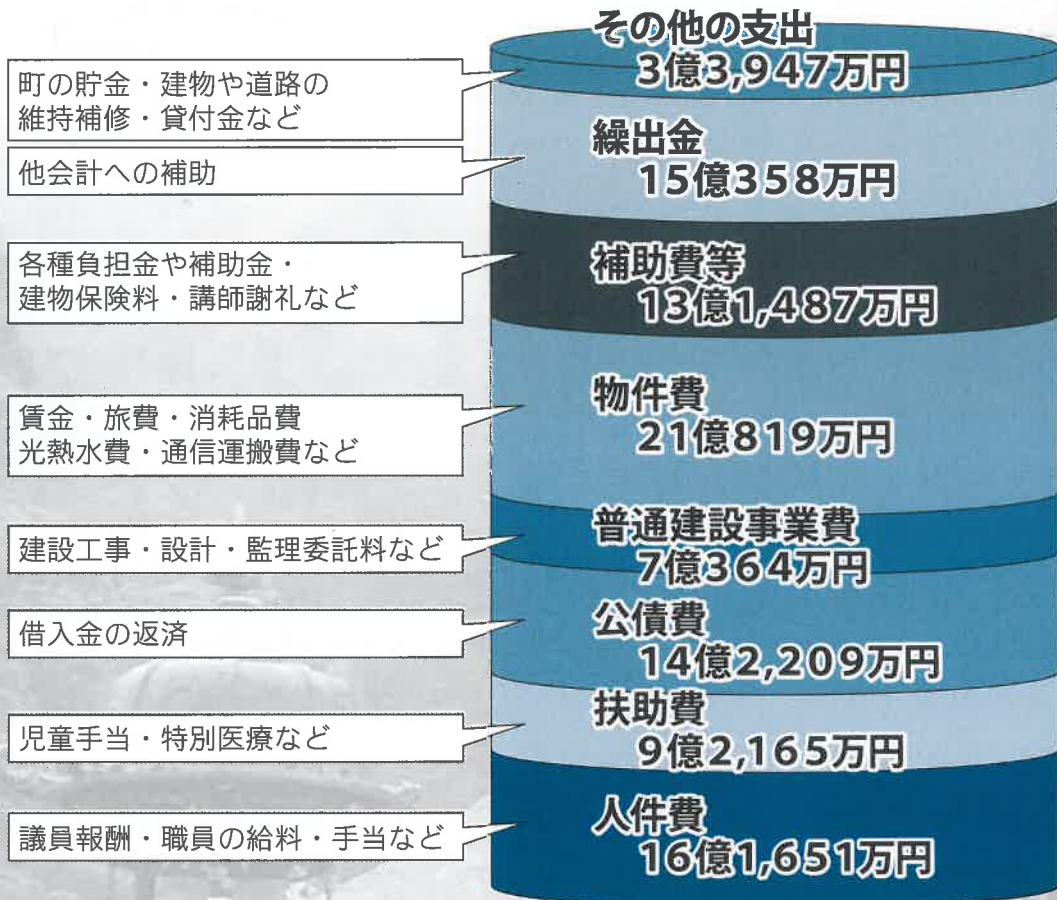 その他の支出
3億3,947万円
町の貯金・建物や道路の
維持補修・貸付金など
繰出金
15億358万円
他会計への補助
補助費等
13億1,487万円
各種負担金や補助金・
建物保険料・講師謝礼など
物件費
21億819万円
賃金・旅費・消耗品費
光熱水費・通信運搬費など
普通建設事業費
7億364万円
建設工事・設計・監理委託料など
公債費
14億2,209万円
借入金の返済
扶助費
9億2,165万円
児童手当・特別医療など
人件費
16億1,651万円
議員報酬・職員の給料・手当など